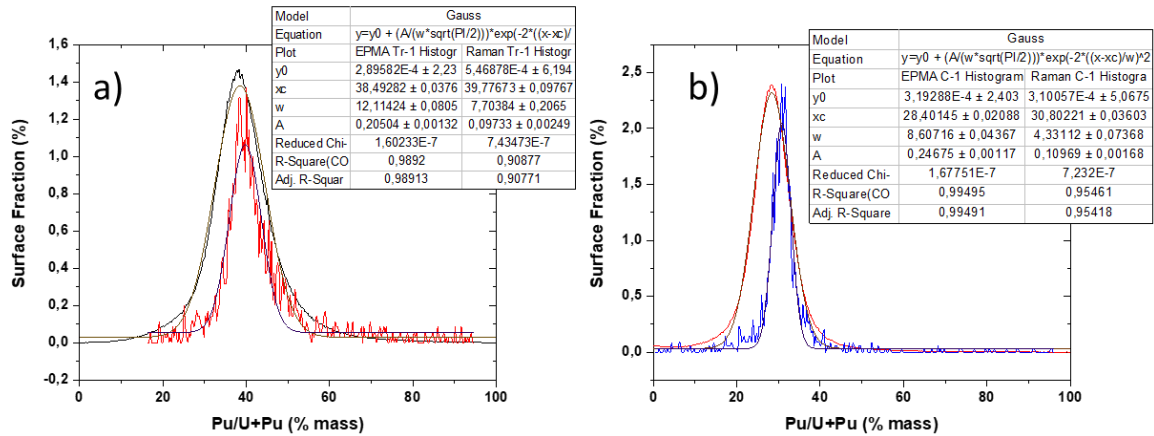 a)
Model Gauss
Equation y=y0 + (A/(w*sqrt(PI/2)))*exp(-2*((x-xc)/
Plot EPMA Tr-1 Histogr Raman Tr-1 Histogr
y0 2,89582E-4 ± 2,23 5,46878E-4 ± 6,194
xc 38,49282 ± 0,0376 39,77673 ± 0,09767
w 12,11424 ± 0,0805 7,70384 ± 0,2065
A 0,20504 ± 0,00132 0,09733 ± 0,00249
Reduced Chi- 1,60233E-7 7,43473E-7
R-Square(CO 0,9892 0,90877
Adj. R-Squar 0,98913 0,90771
Surface Fraction (%)
1,6
1,4
1,2
1,0
0,8
0,6
0,4
0,2
0,0
-0,2
0 20 40 60 80 100
Pu/U+Pu (% mass)
b)
Model Gauss
Equation y=y0 + (A/(w*sqrt(PI/2)))*exp(-2*((x-xc)/w)^2
Plot EPMA C-1 Histogram Raman C-1 Histogra
y0 3,19288E-4 ± 2,403 3,10057E-4 ± 5,0675
xc 28,40145 ± 0,02088 30,80221 ± 0,03603
w 8,60716 ± 0,04367 4,33112 ± 0,07368
A 0,24675 ± 0,00117 0,10969 ± 0,00168
Reduced Chi- 1,67751E-7 7,232E-7
R-Square(CO 0,99495 0,95461
Adj. R-Square 0,99491 0,95418
Surface Fraction (%)
2,5
2,0
1,5
1,0
0,5
0,0
0 20 40 60 80 100
Pu/U+Pu (% mass)